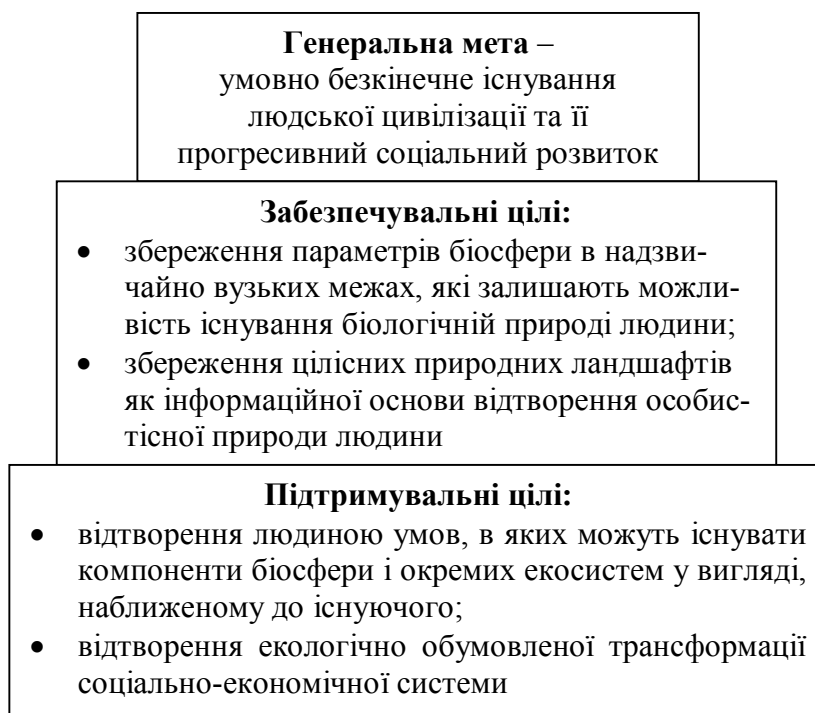 Генеральна мета –
умовно безкінечне існування
людської цивілізації та її
прогресивний соціальний розвиток
Забезпечувальні цілі:
• збереження параметрів біосфери в надзви-
чайно вузьких межах, які залишають можли-
вість існування біологічній природі людини;
• збереження цілісних природних ландшафтів
як інформаційної основи відтворення особис-
тісної природи людини
Підтримувальні цілі:
• відтворення людиною умов, в яких можуть існувати
компоненти біосфери і окремих екосистем у вигляді,
наближеному до існуючого;
• відтворення екологічно обумовленої трансформації
соціально-економічної системи